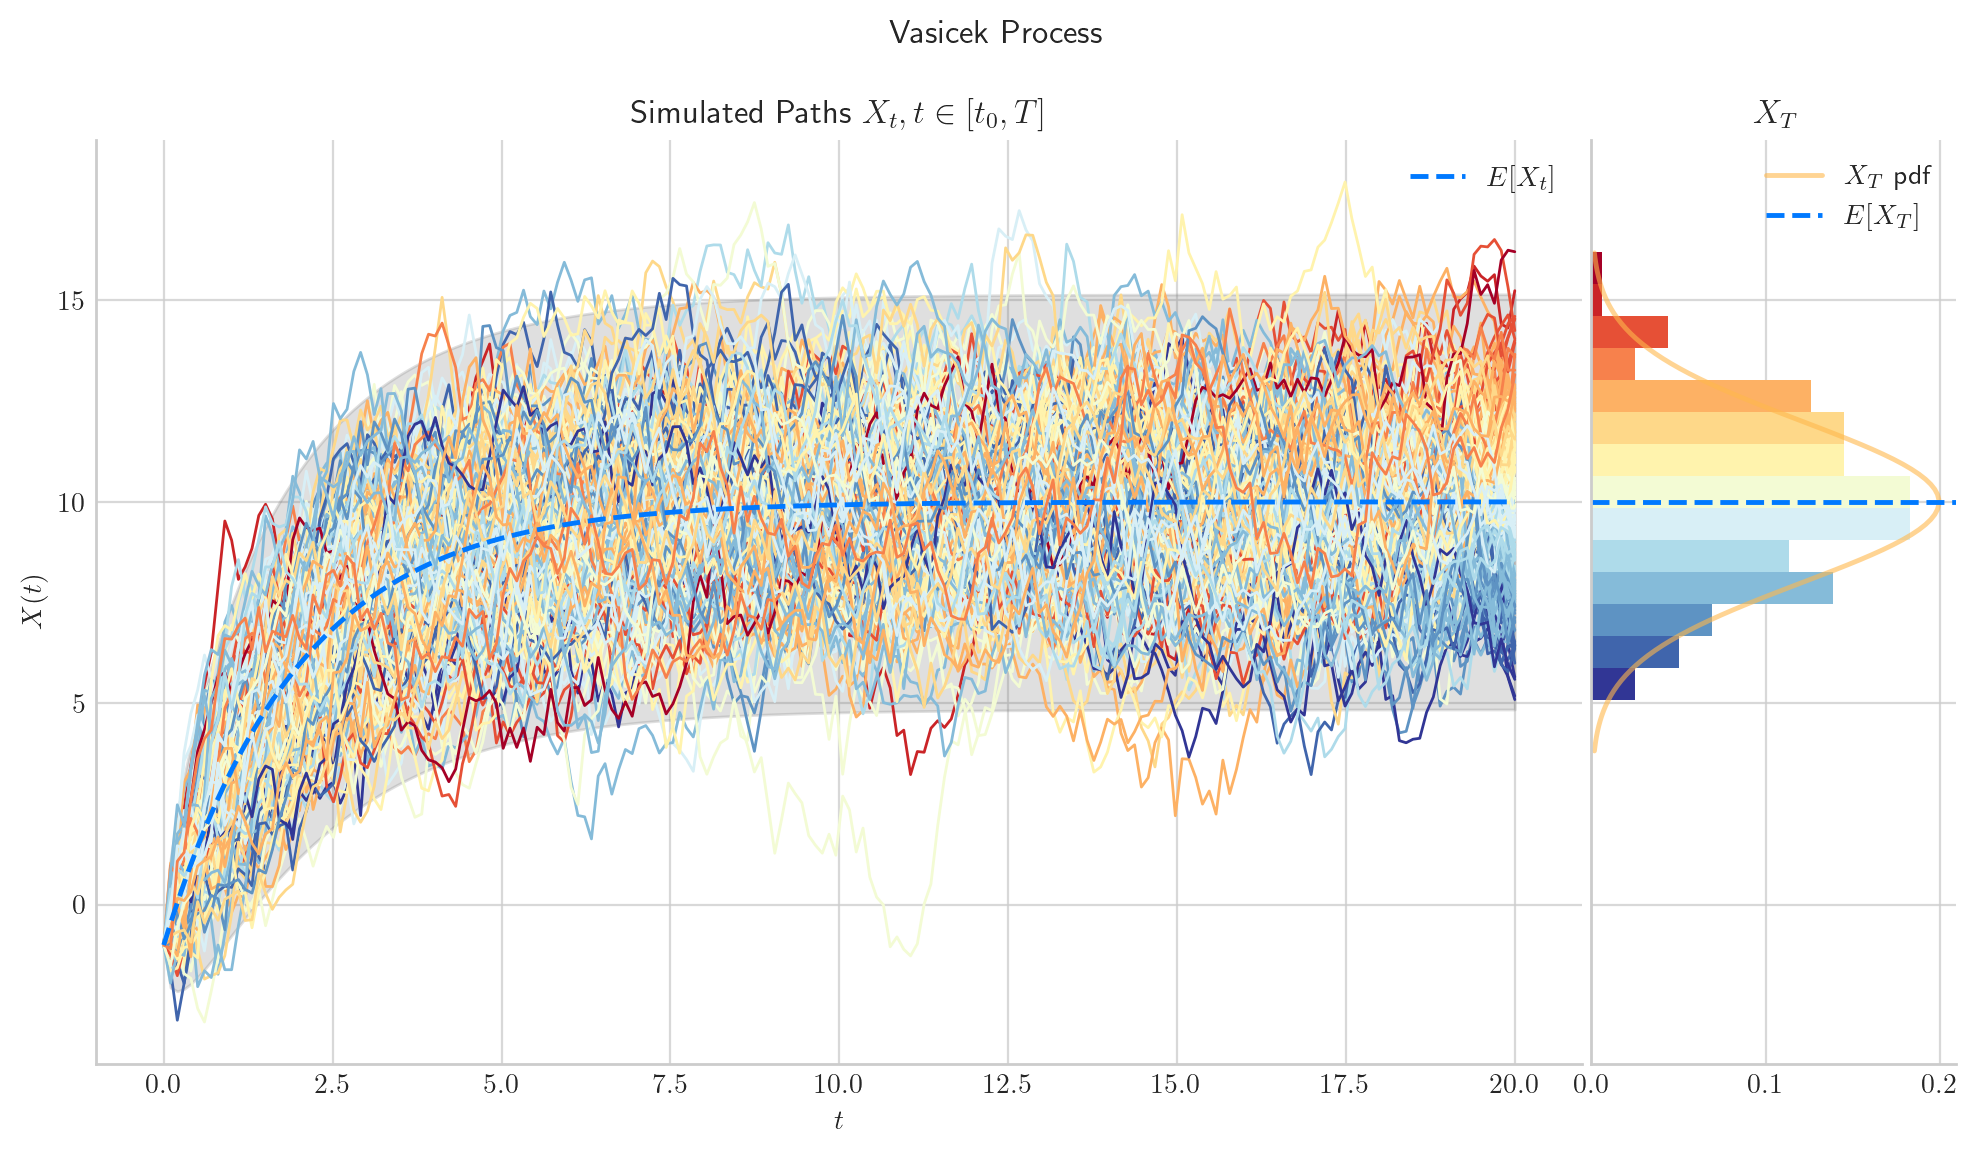 Vasicek Process
Simulated Paths $X_t, t \in [t_0, T]$
$X_T$
$E[X_t]$
$X_T$ pdf
$E[X_T]$
$X(t)$
15
10
5
0
0.0 2.5 5.0 7.5 10.0 12.5 15.0 17.5 20.0
0.0 0.1 0.2
$t$